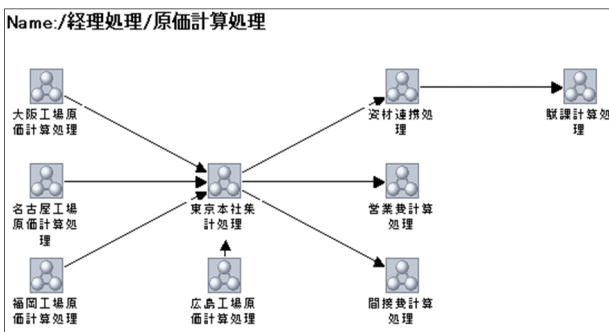 Name:/経理処理/原価計算処理
大阪工場原
価計算処理
資材連携処
理
賦課計算処
理
名古屋工場
原価計算処
理
東京本社集
計処理
営業費計算
処理
福岡工場原
価計算処理
広島工場原
価計算処理
間接費計算
処理